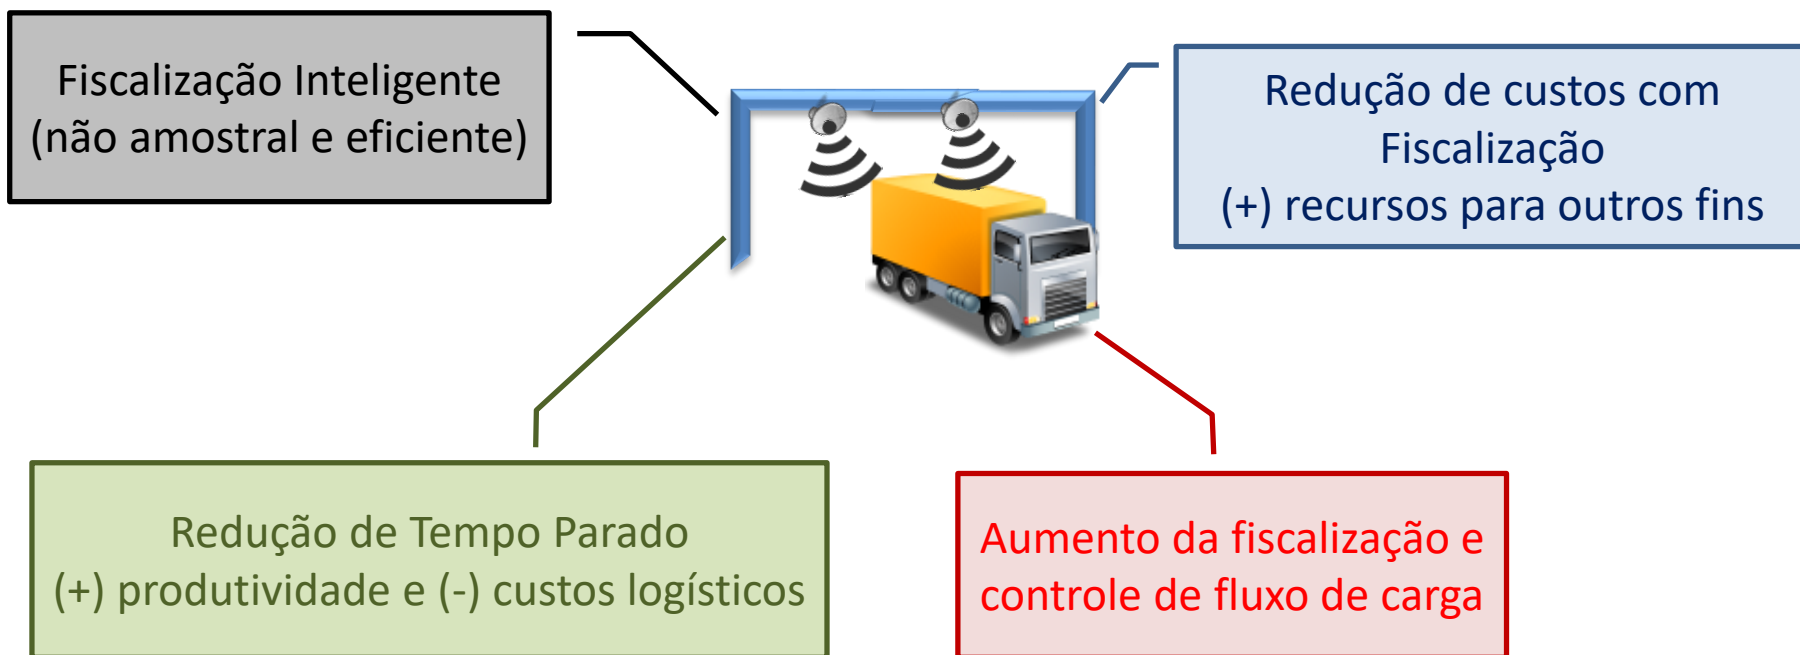 Fiscalização Inteligente
(não amostral e eficiente)
Redução de custos com
Fiscalização
(+) recursos para outros fins
Redução de Tempo Parado
(+) produtividade e (-) custos logísticos
Aumento da fiscalização e
controle de fluxo de carga